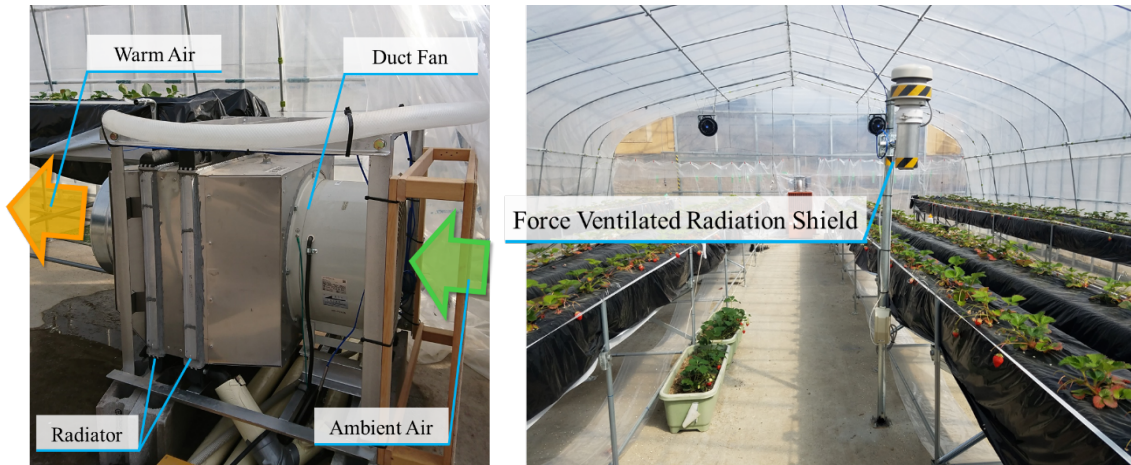 Warm Air
Duct Fan
Radiator
Ambient Air
Force Ventilated Radiation Shield